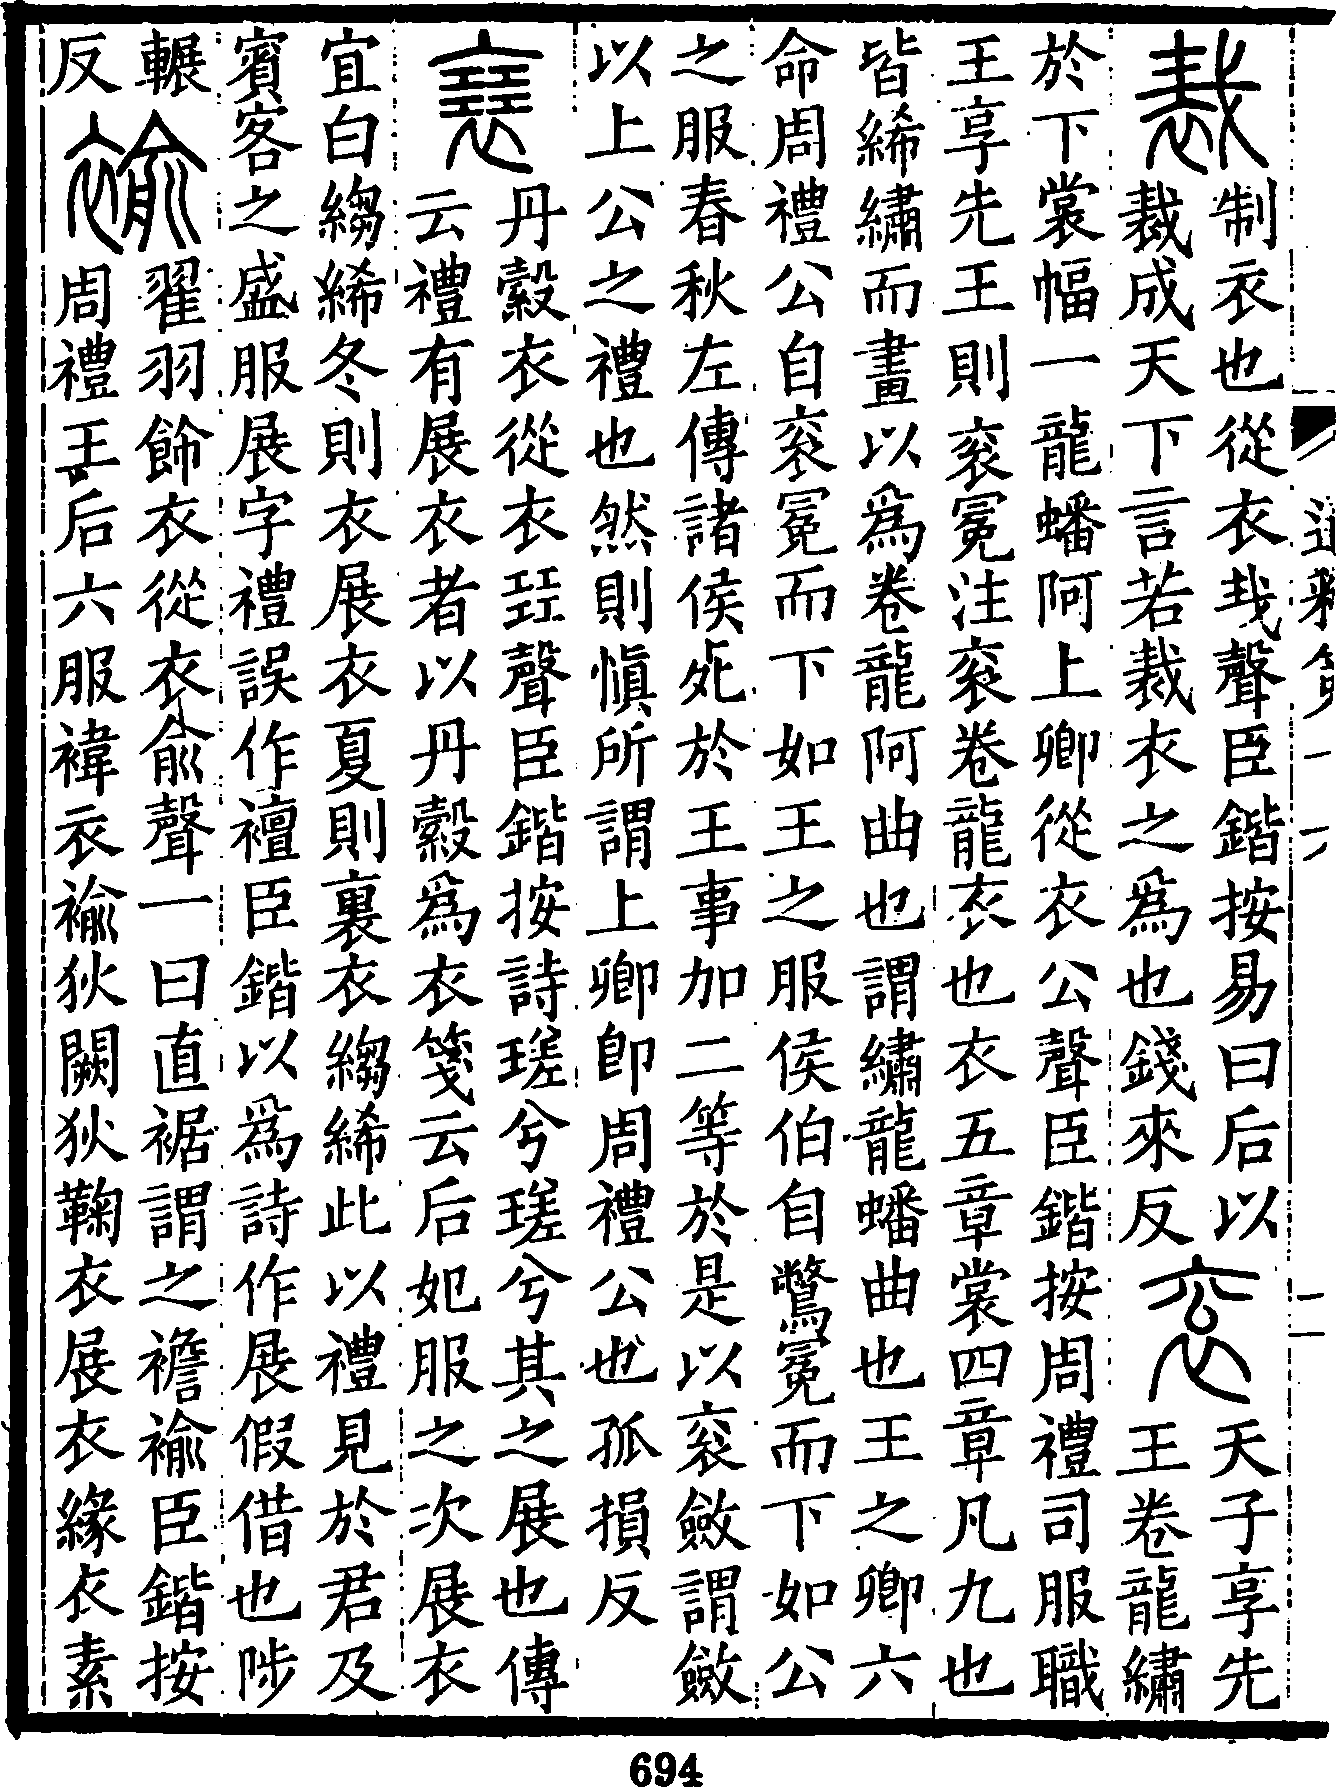 裁
制衣也從衣𢦏聲臣鍇按易曰后以
裁成天下言若裁衣之爲也錢來反
衮
天子享先
王卷龍繡
於下裳幅一龍蟠阿上卿從衣公聲臣鍇按周禮司服職
王享先王則衮冕注衮卷龍衣也衣五章裳四章凡九也
皆絺繡而畫以爲卷龍阿曲也謂繡龍蟠曲也王之卿六
命周禮公自衮冕而下如王之服侯伯自鷩冕而下如公
之服春秋左傳諸侯死於王事加二等於是以衮斂謂斂
以上公之禮也然則愼所謂上卿卽周禮公也孤損反
𧝑
丹縠衣從衣㠭聲臣鍇按詩瑳兮瑳兮其之展也傳
云禮有展衣者以丹縠爲衣箋云后妃服之次展衣
宜白縐絺冬則衣展衣夏則裏衣縐絺此以禮見於君及
賓客之盛服展字禮誤作襢臣鍇以爲詩作展假借也陟
輾
反
褕
翟羽飾衣從衣俞聲一曰直裾謂之襜褕臣鍇按
周禮王后六服褘衣褕狄闕狄鞠衣展衣緣衣素
694